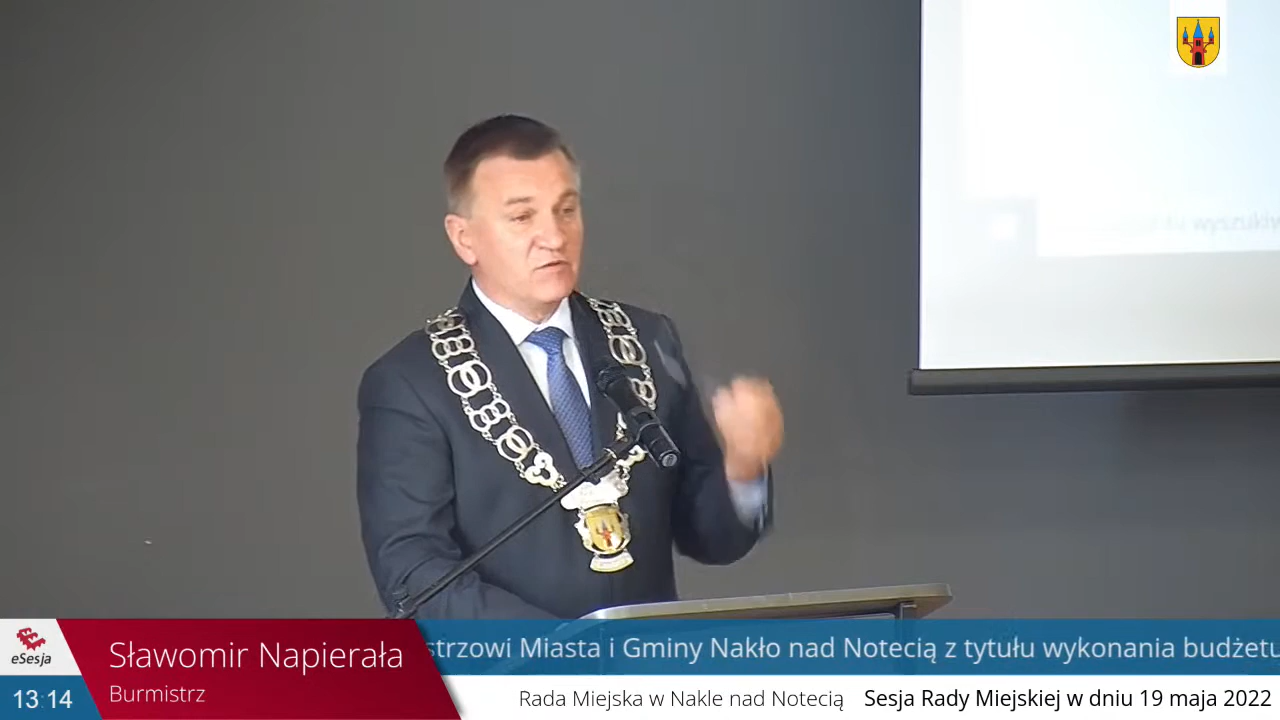 wyszukiw
eSesja
Sławomir Napierała
strzowi Miasta i Gminy Nakło nad Notecią z tytułu wykonania budżetu
13:14
Burmistrz
Rada Miejska w Nakle nad Notecią
Sesja Rady Miejskiej w dniu 19 maja 2022